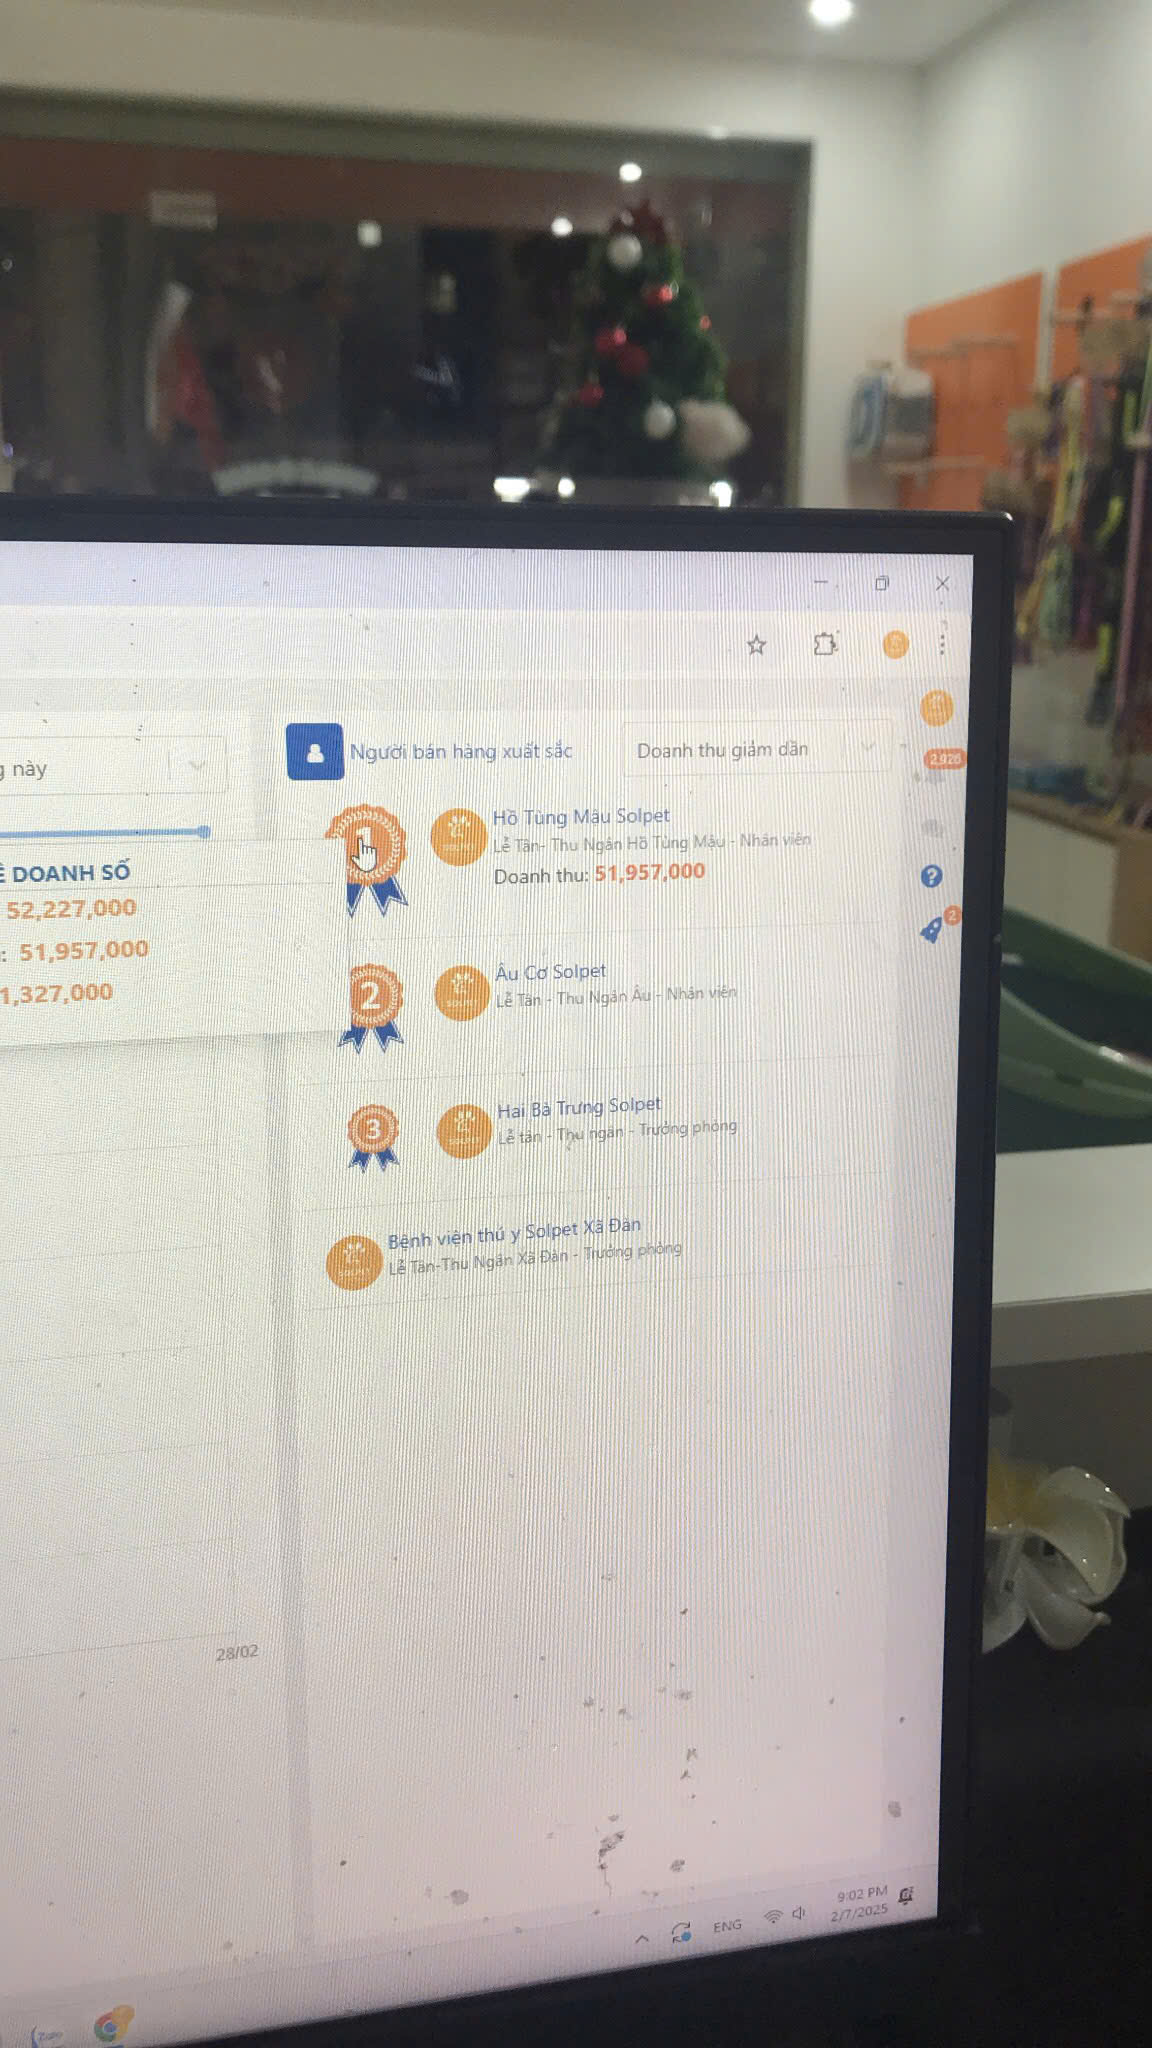 g này
DOANH SỐ
52,227,000
: 51,957,000
1,327,000
28/02
Người bán hàng xuất sắc
Doanh thu giảm dần
1
Hồ Tùng Mậu Solpet
Lễ Tân- Thu Ngân Hồ Tùng Mậu - Nhân viên
Doanh thu: 51,957,000
2
Âu Cơ Solpet
Lễ Tân - Thu Ngân Âu - Nhân viên
3
Hai Bà Trưng Solpet
Lễ tân - Thu ngân - Trưởng phòng
Bệnh viện thú y Solpet Xã Đàn
Lễ Tân-Thu Ngân Xã Đàn - Trưởng phòng
2,926
?
2
ENG
9:02 PM
2/7/2025
Zalo